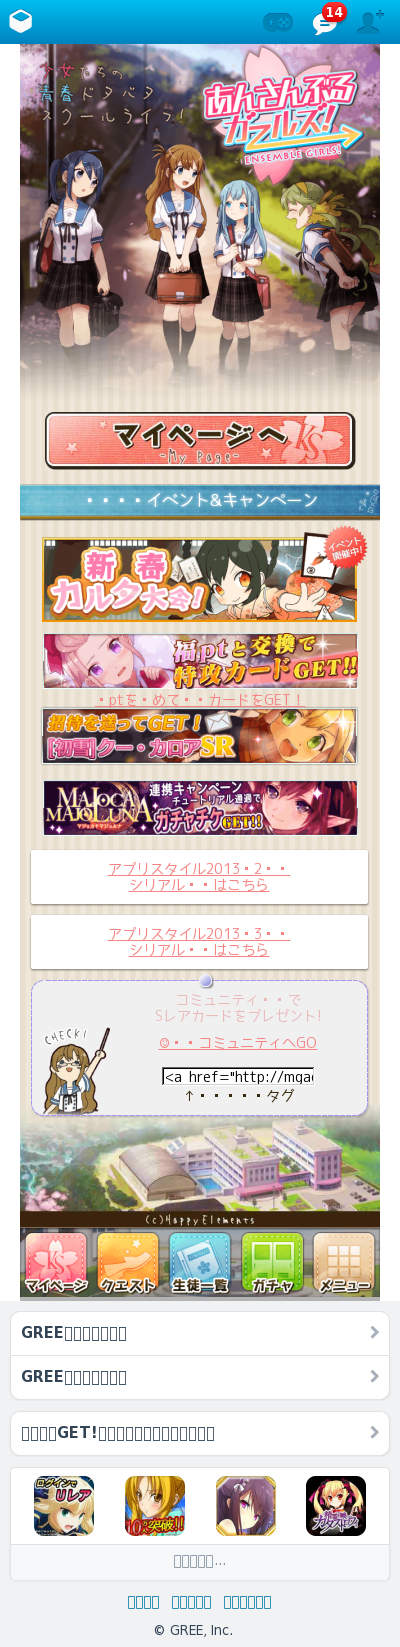 14
少女たちの
青春ドタバタ
スクールライフ!
あんさんぶる
ガールズ!
ENSEMBLE GIRLS!
マイページへ
-My Page-
KS
・・・・イベント&キャンペーン
イベント
開催中!
新春
カルタ大会!
福ptと交換で
特攻カードGET!!
・ptを・めて・・カードをGET!
招待を送ってGET!
[初雪]クー・カロアSR
MAJOCA
MAJOLUNA
マジョカマジョルナ
連携キャンペーン
チュートリアル通過で
ガチャチケGET!!
アプリスタイル2013・2・・
シリアル・・はこちら
アプリスタイル2013・3・・
シリアル・・はこちら
コミュニティ・・で
Sレアカードをプレゼント!
CHECK!
☺・・コミュニティへGO
<a href="http://mga
↑・・・・・タグ
(c)HappyElements
マイページ
クエスト
生徒一覧
ガチャ
メニュー
GREE
GREE
GET!
ログインで
Uレア
10万突破!!
© GREE, Inc.